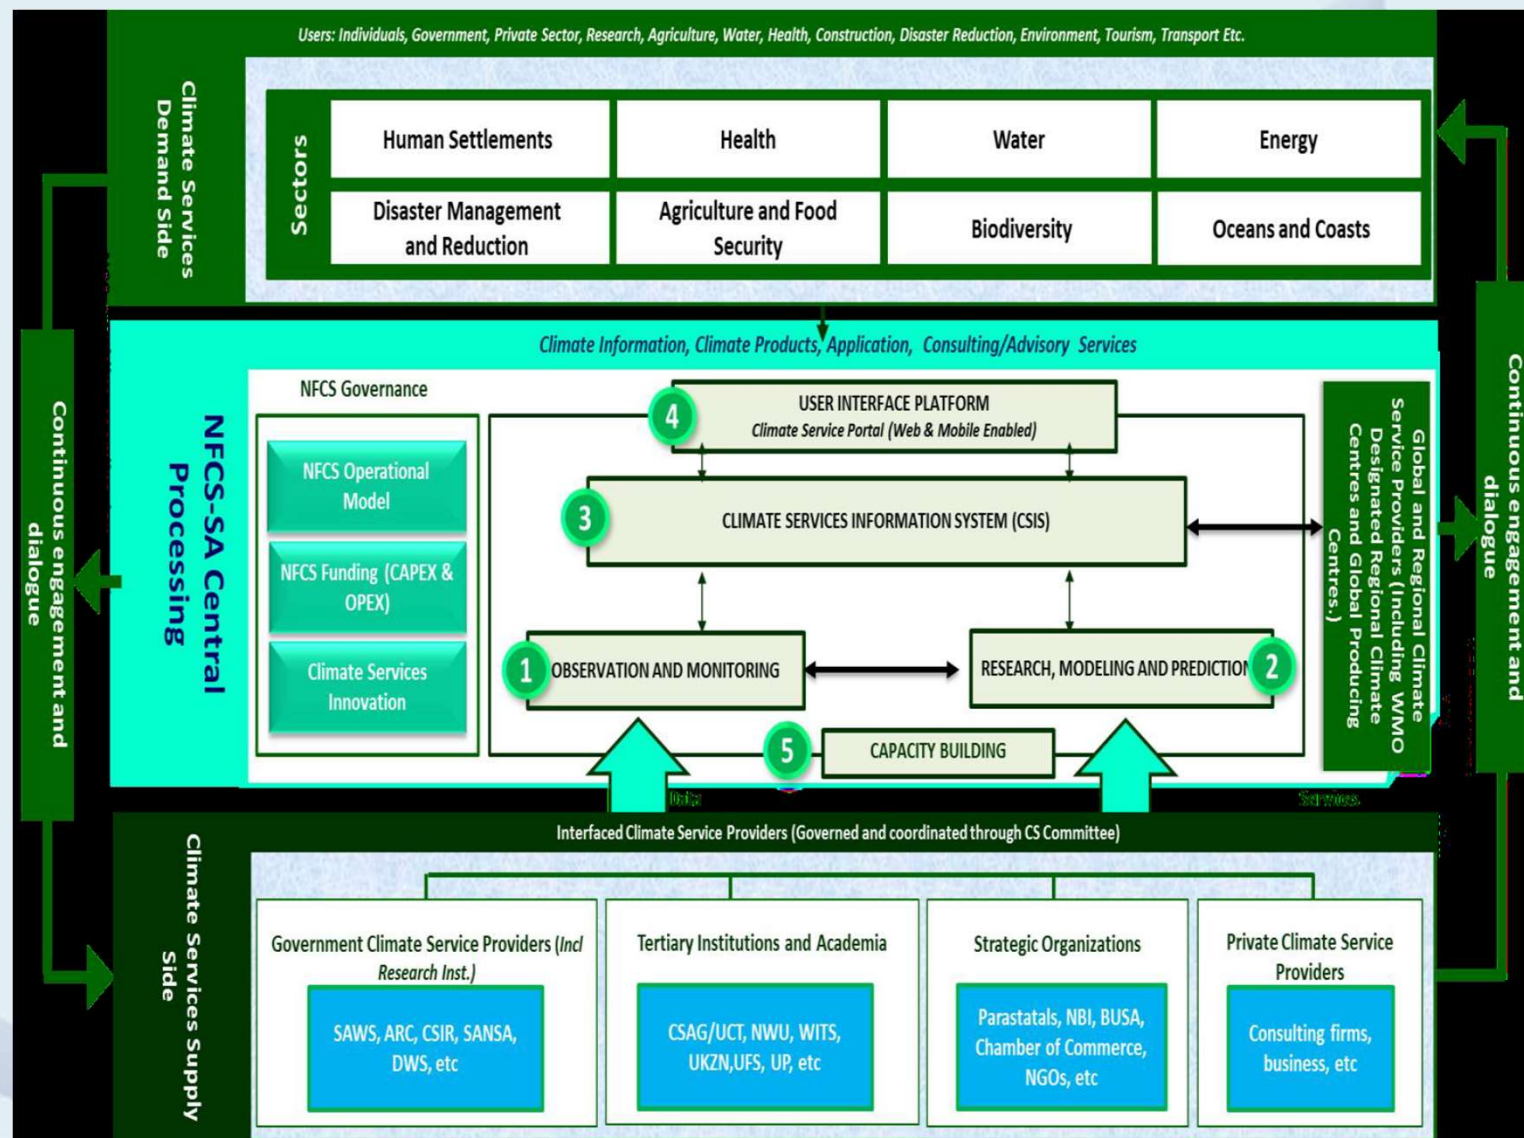 Users: Individuals, Government, Private Sector, Research, Agriculture, Water, Health, Construction, Disaster Reduction, Environment, Tourism, Transport Etc.
Climate Services
Demand Side
Sectors
Human Settlements
Health
Water
Energy
Disaster Management
and Reduction
Agriculture and Food
Security
Biodiversity
Oceans and Coasts
Continuous engagement and
dialogue
NFCS-SA Central
Processing
Climate Information, Climate Products, Application, Consulting/Advisory Services
NFCS Governance
NFCS Operational
Model
NFCS Funding (CAPEX &
OPEX)
Climate Services
Innovation
4
USER INTERFACE PLATFORM
Climate Service Portal (Web & Mobile Enabled)
3
CLIMATE SERVICES INFORMATION SYSTEM (CSIS)
1
OBSERVATION AND MONITORING
RESEARCH, MODELING AND PREDICTION
2
5
CAPACITY BUILDING
Global and Regional Climate
Service Providers (Including WMO
Designated Regional Climate
Centres and Global Producing
Centres.)
Continuous engagement and
dialogue
Data
Services
Climate Services Supply
Side
Interfaced Climate Service Providers (Governed and coordinated through CS Committee)
Government Climate Service Providers (Incl
Research Inst.)
SAWS, ARC, CSIR, SANSA,
DWS, etc
Tertiary Institutions and Academia
CSAG/UCT, NWU, WITS,
UKZN,UFS, UP, etc
Strategic Organizations
Parastatals, NBI, BUSA,
Chamber of Commerce,
NGOs, etc
Private Climate Service
Providers
Consulting firms,
business, etc